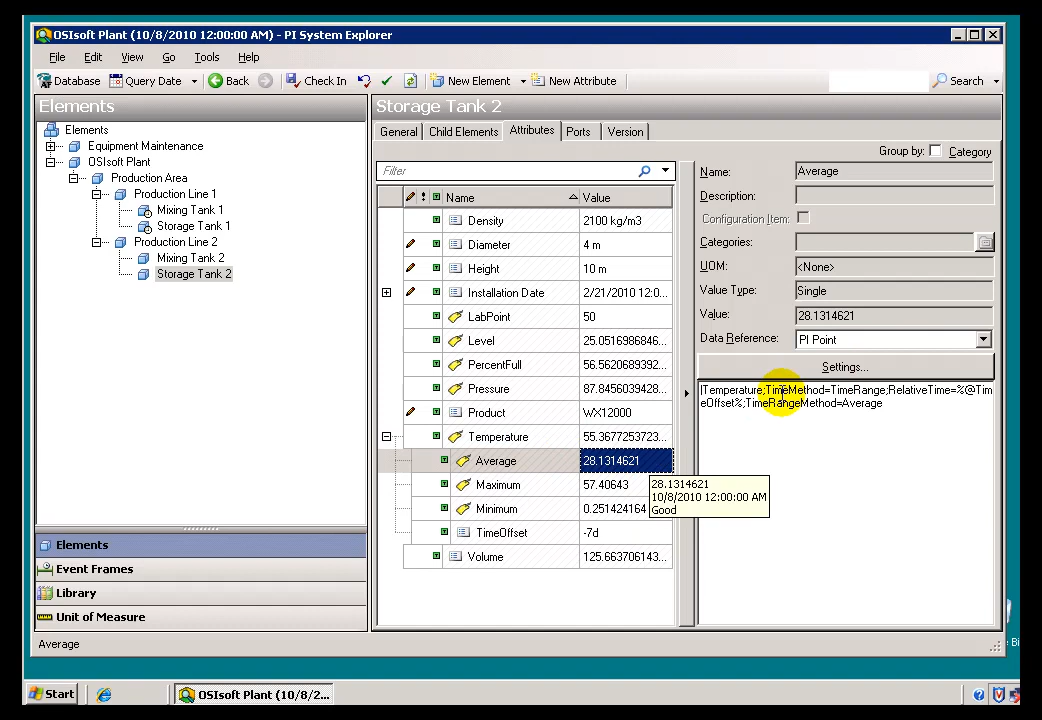 OSIsoft Plant (10/8/2010 12:00:00 AM) - PI System Explorer
File Edit View Go Tools Help
Database Query Date Back Check In New Element New Attribute Search
Elements
Elements
Equipment Maintenance
OSIsoft Plant
Production Area
Production Line 1
Mixing Tank 1
Storage Tank 1
Production Line 2
Mixing Tank 2
Storage Tank 2
Elements
Event Frames
Library
Unit of Measure
Storage Tank 2
General Child Elements Attributes Ports Version
Group by: Category
Filter
Name Value
Density 2100 kg/m3
Diameter 4 m
Height 10 m
Installation Date 2/21/2010 12:0...
LabPoint 50
Level 25.0516986846...
PercentFull 56.5620689392...
Pressure 87.8456039428...
Product WX12000
Temperature 55.3677253723...
Average 28.1314621
Maximum 57.40643
Minimum 0.251424164
TimeOffset -7d
Volume 125.663706143...
28.1314621
10/8/2010 12:00:00 AM
Good
Name: Average
Description:
Configuration Item:
Categories:
UOM: <None>
Value Type: Single
Value: 28.1314621
Data Reference: PI Point
Settings...
|Temperature;TimeMethod=TimeRange;RelativeTime=%@Tim
eOffset%;TimeRangeMethod=Average
Average
Start OSIsoft Plant (10/8/2...